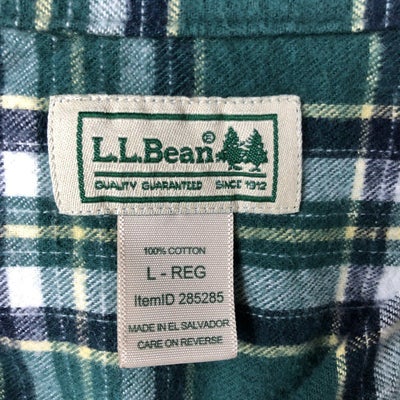 L.L.Bean®
QUALITY GUARANTEED SINCE 1912
100% COTTON
L - REG
ItemID 285285
MADE IN EL SALVADOR
CARE ON REVERSE